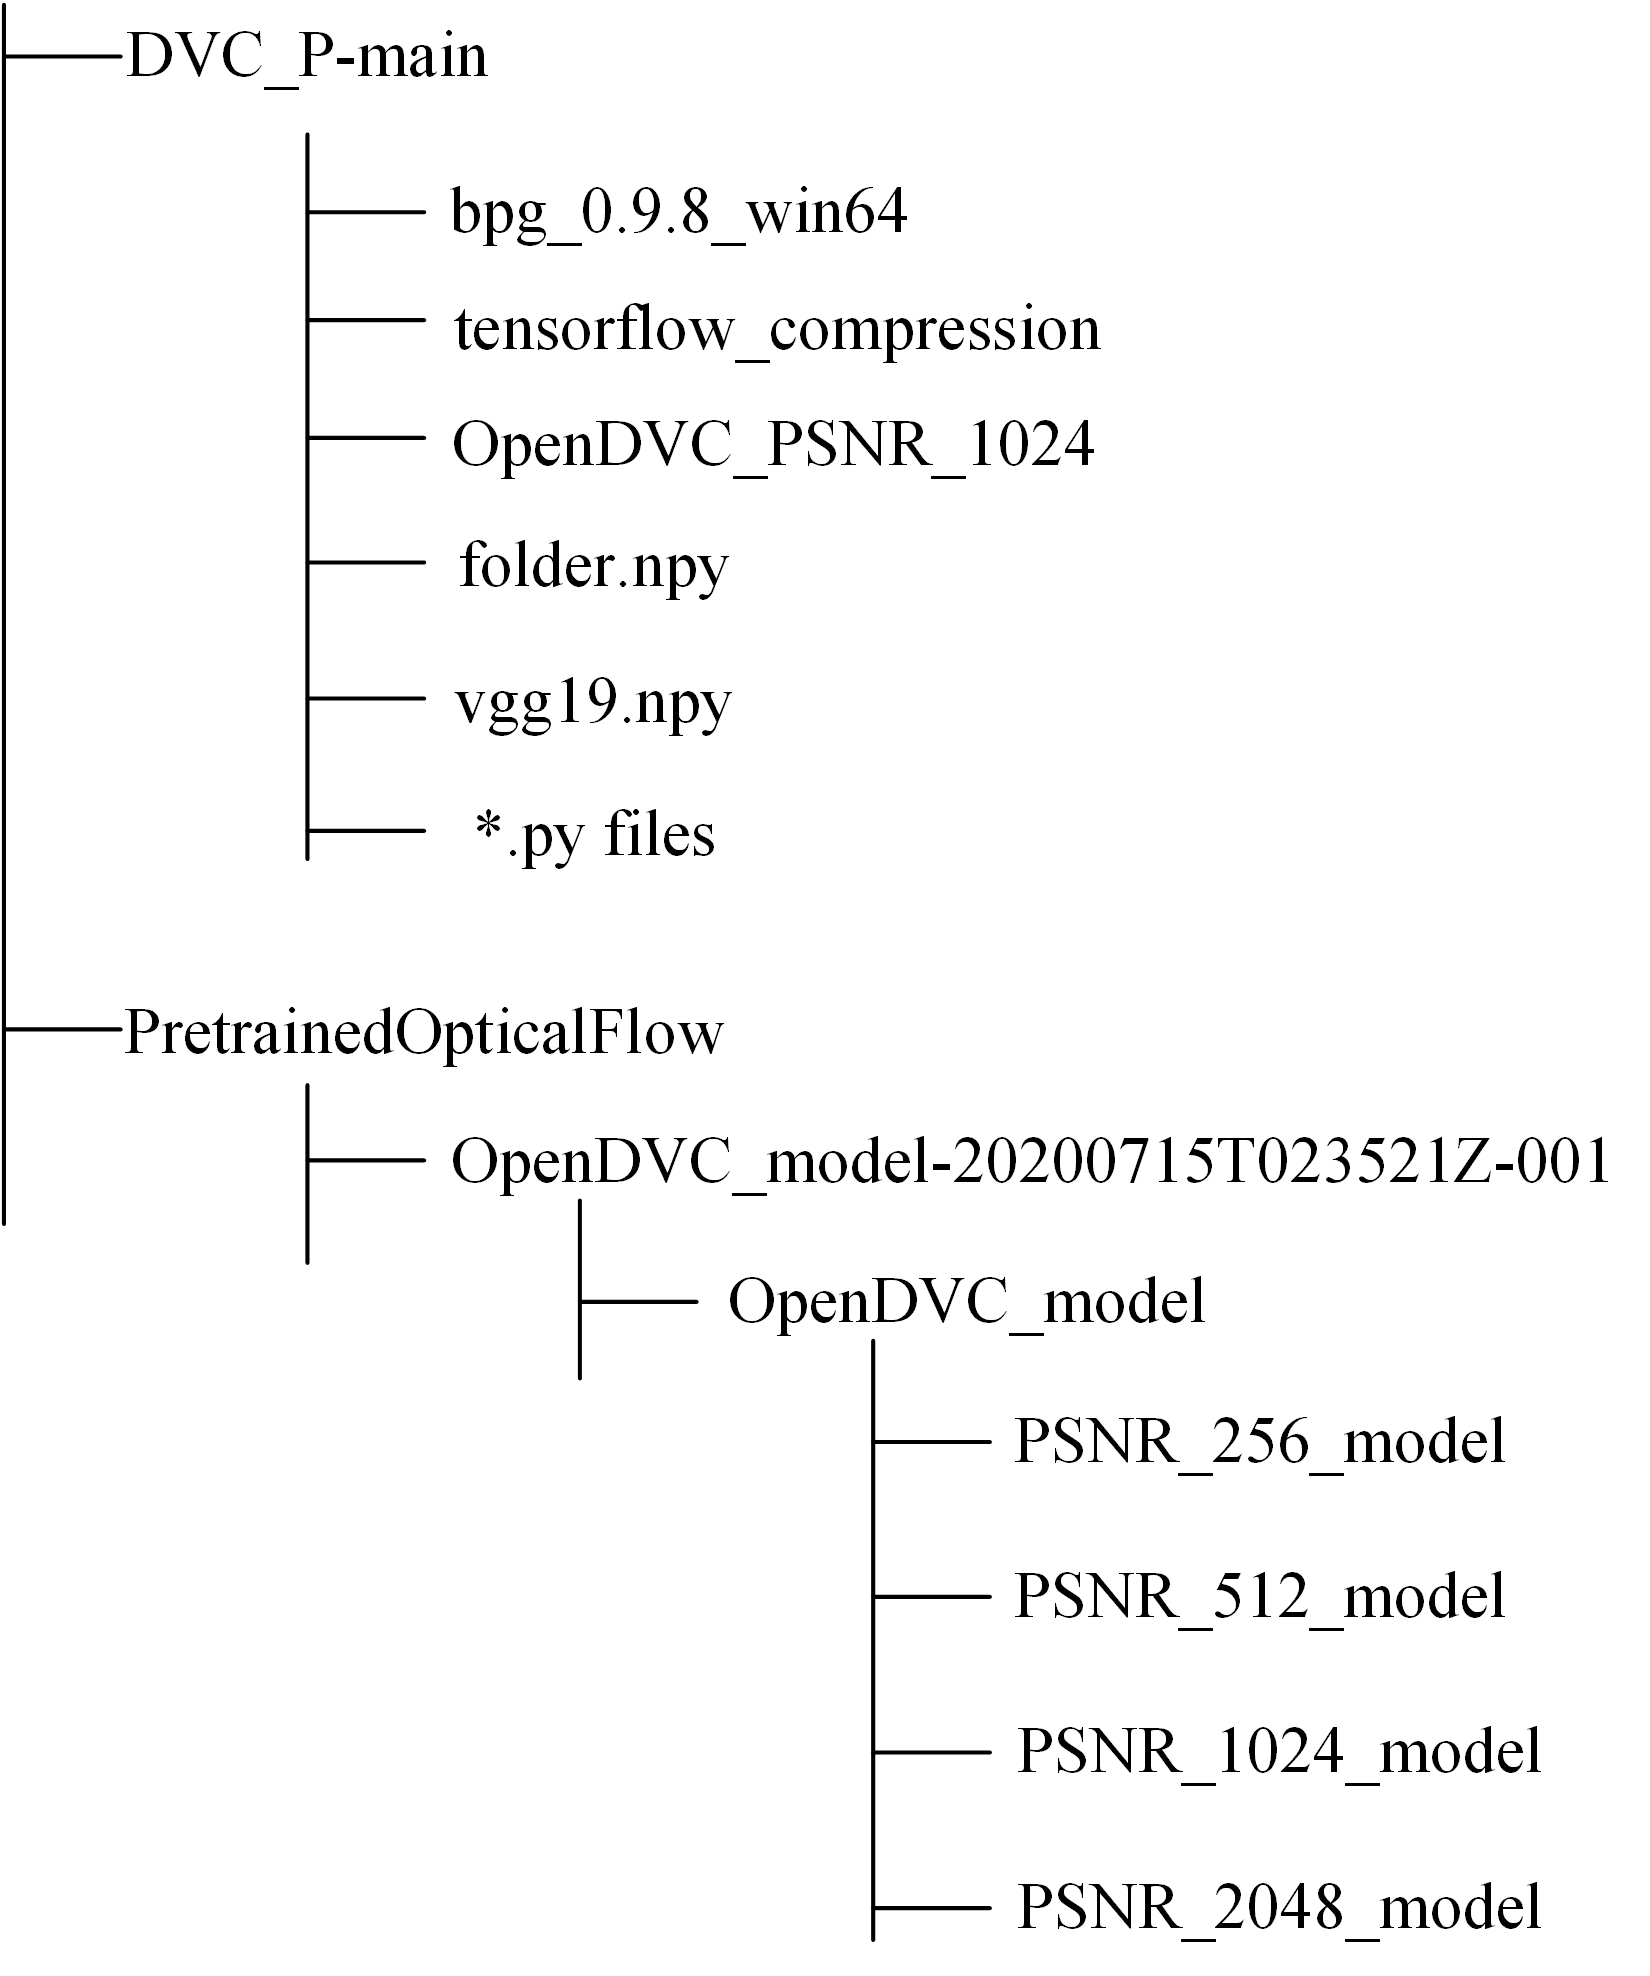 DVC_P-main
bpg_0.9.8_win64
tensorflow_compression
OpenDVC_PSNR_1024
folder.npy
vgg19.npy
*.py files
PretrainedOpticalFlow
OpenDVC_model-20200715T023521Z-001
OpenDVC_model
PSNR_256_model
PSNR_512_model
PSNR_1024_model
PSNR_2048_model